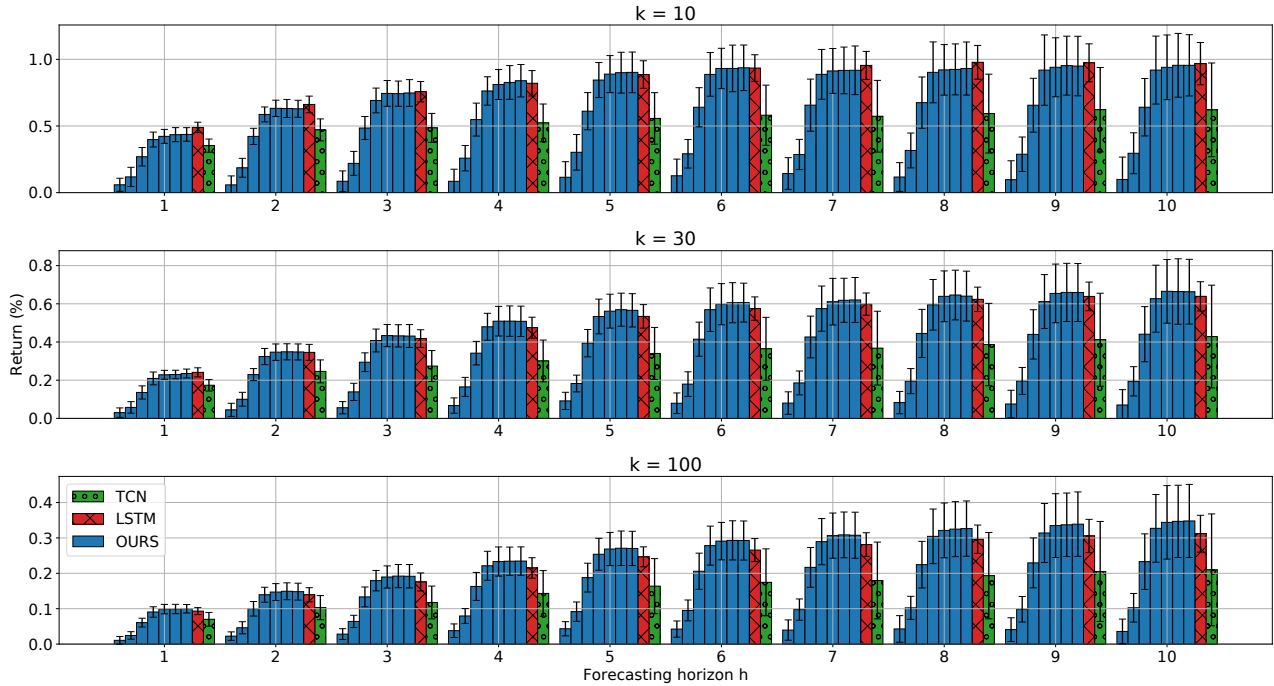 k = 10
1.0
0.5
0.0
1 2 3 4 5 6 7 8 9 10
k = 30
Return (%)
0.8
0.6
0.4
0.2
0.0
1 2 3 4 5 6 7 8 9 10
k = 100
0.4
0.3
0.2
0.1
0.0
TCN
LSTM
OURS
1 2 3 4 5 6 7 8 9 10
Forecasting horizon h